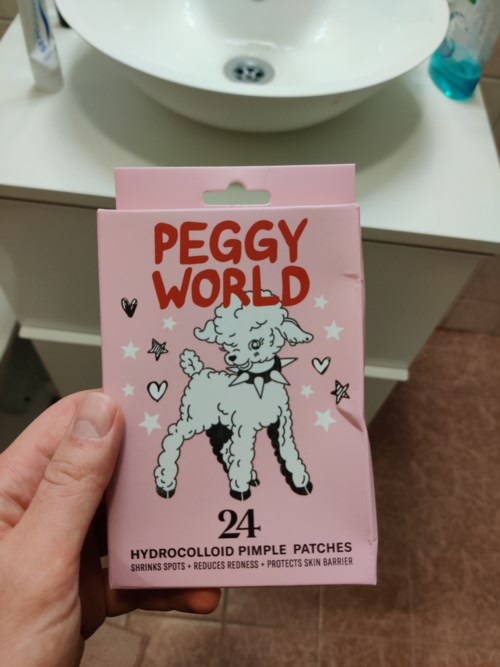 PEGGY
WORLD
24
HYDROCOLLOID PIMPLE PATCHES
SHRINKS SPOTS + REDUCES REDNESS + PROTECTS SKIN BARRIER